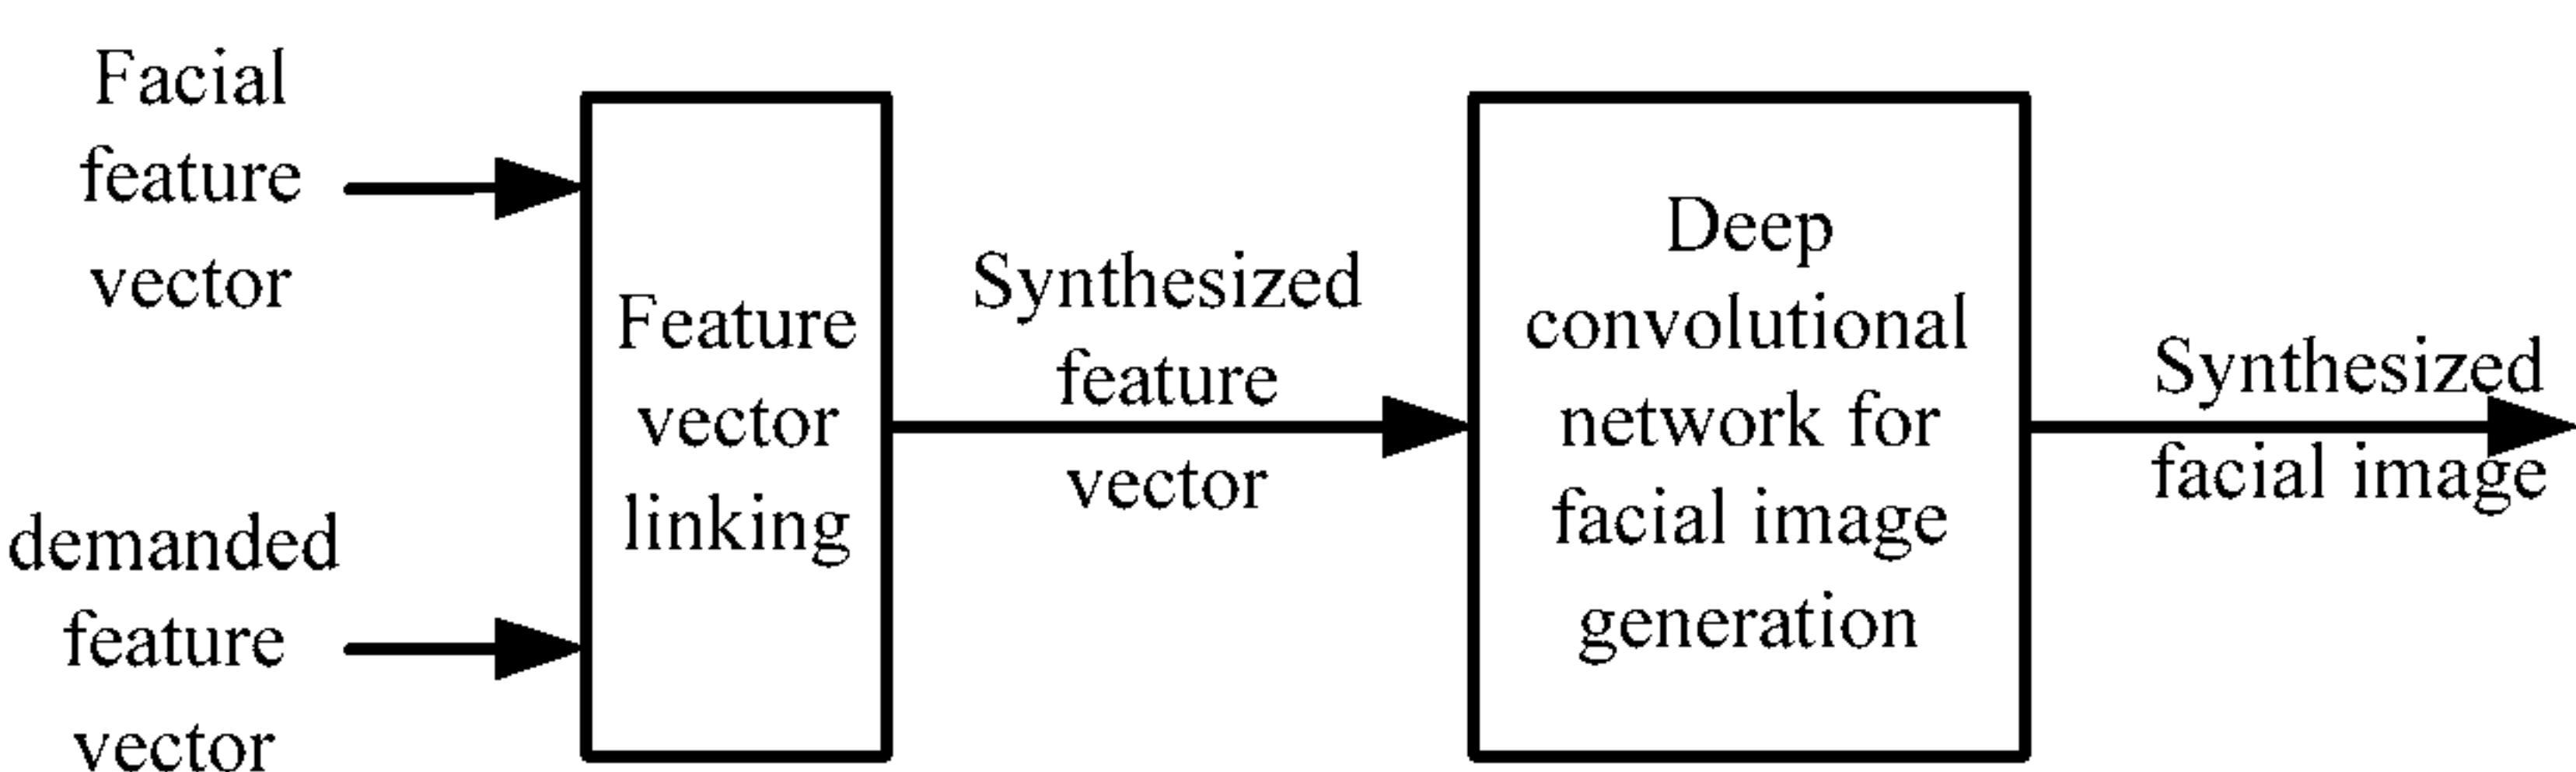 Facial
feature
vector
demanded
feature
vector
Feature
vector
linking
Synthesized
feature
vector
Deep
convolutional
network for
facial image
generation
Synthesized
facial image